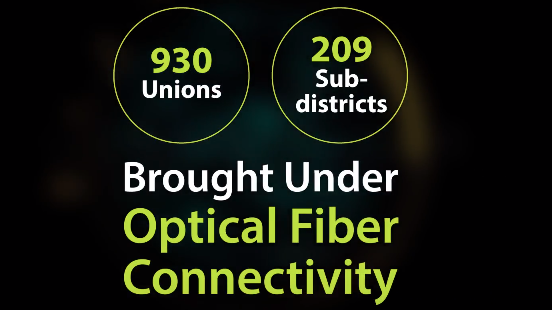 930
Unions
209
Sub-
districts
Brought Under
Optical Fiber
Connectivity